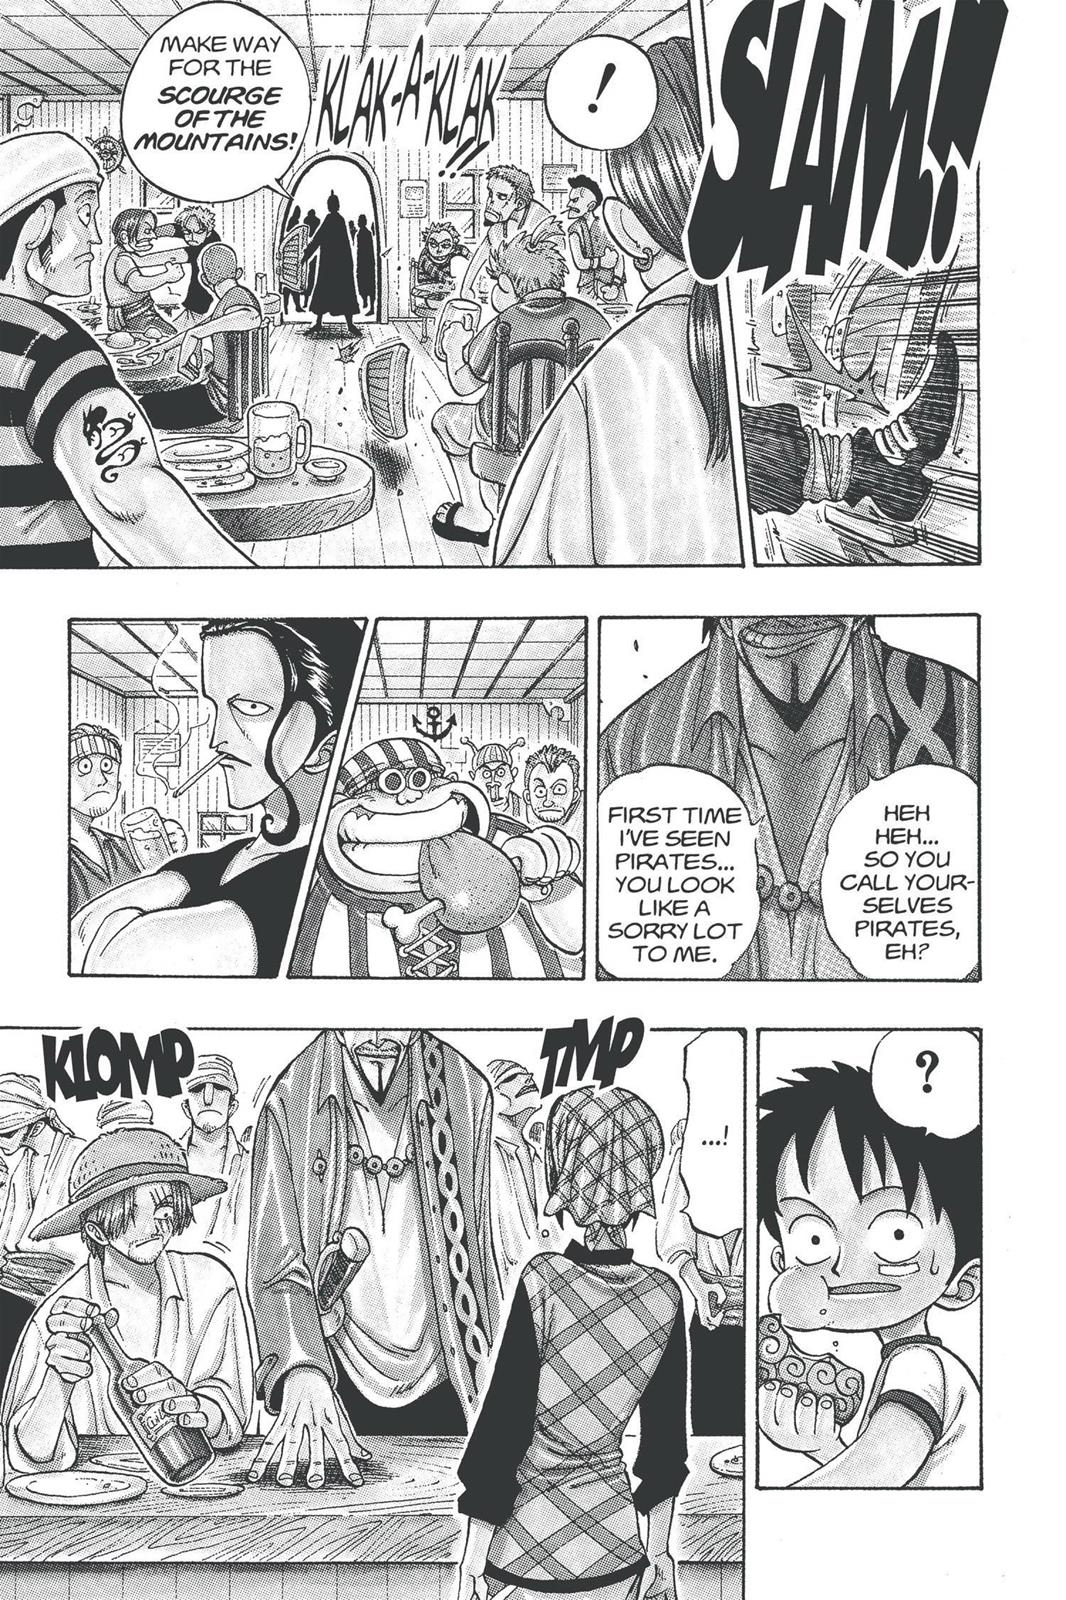 SLAM!!
!
KLAK-A-KLAK!!
MAKE WAY
FOR THE
SCOURGE
OF THE
MOUNTAINS!
HEH
HEH...
SO YOU
CALL YOUR-
SELVES
PIRATES,
EH?
FIRST TIME
I'VE SEEN
PIRATES...
YOU LOOK
LIKE A
SORRY LOT
TO ME.
?
...!
TMP
KLOMP